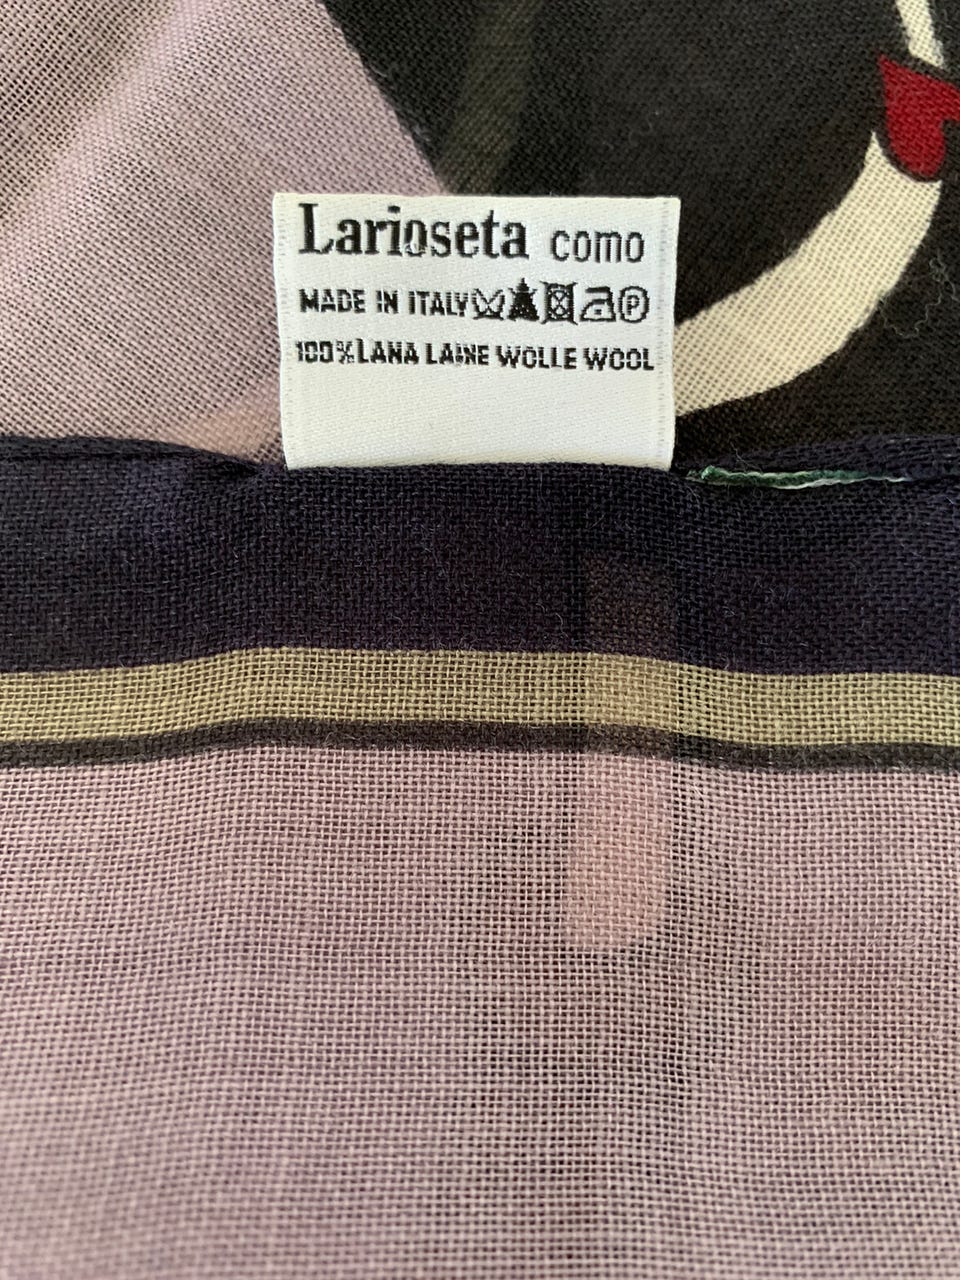 Larioseta como
MADE IN ITALY P
100% LANA LAINE WOLLE WOOL